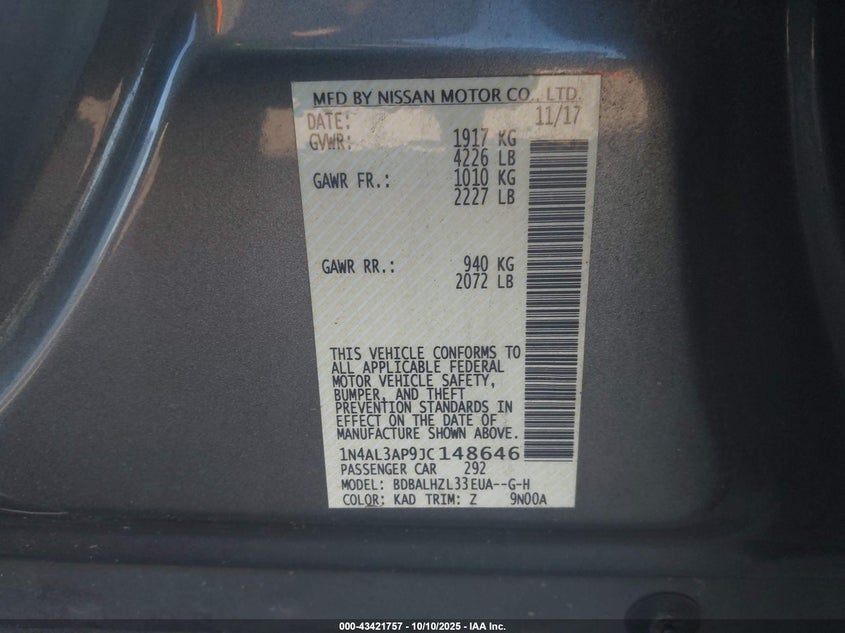 MFD BY NISSAN MOTOR CO., LTD.
DATE: 11/17
GVWR: 1917 KG
4226 LB
GAWR FR.: 1010 KG
2227 LB
GAWR RR.: 940 KG
2072 LB
THIS VEHICLE CONFORMS TO
ALL APPLICABLE FEDERAL
MOTOR VEHICLE SAFETY,
BUMPER, AND THEFT
PREVENTION STANDARDS IN
EFFECT ON THE DATE OF
MANUFACTURE SHOWN ABOVE.
1N4AL3AP9JC148646
PASSENGER CAR 292
MODEL: BDBALHZL33EUA--G-H
COLOR: KAD TRIM: Z 9N00A
000-43421757 - 10/10/2025 - IAA Inc.